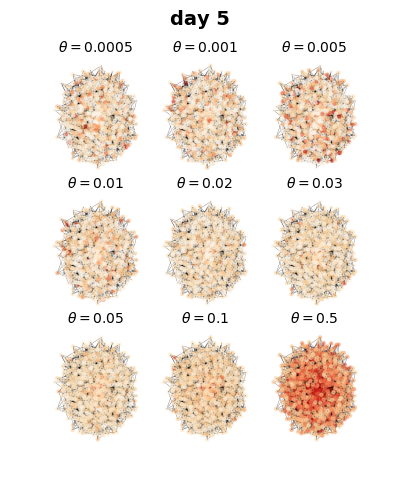 day 5
θ = 0.0005
θ = 0.001
θ = 0.005
θ = 0.01
θ = 0.02
θ = 0.03
θ = 0.05
θ = 0.1
θ = 0.5